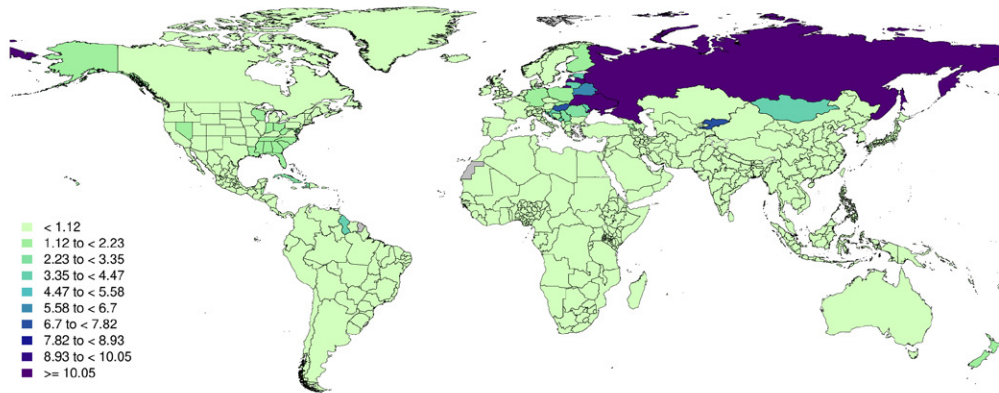 < 1.12
1.12 to < 2.23
2.23 to < 3.35
3.35 to < 4.47
4.47 to < 5.58
5.58 to < 6.7
6.7 to < 7.82
7.82 to < 8.93
8.93 to < 10.05
>= 10.05